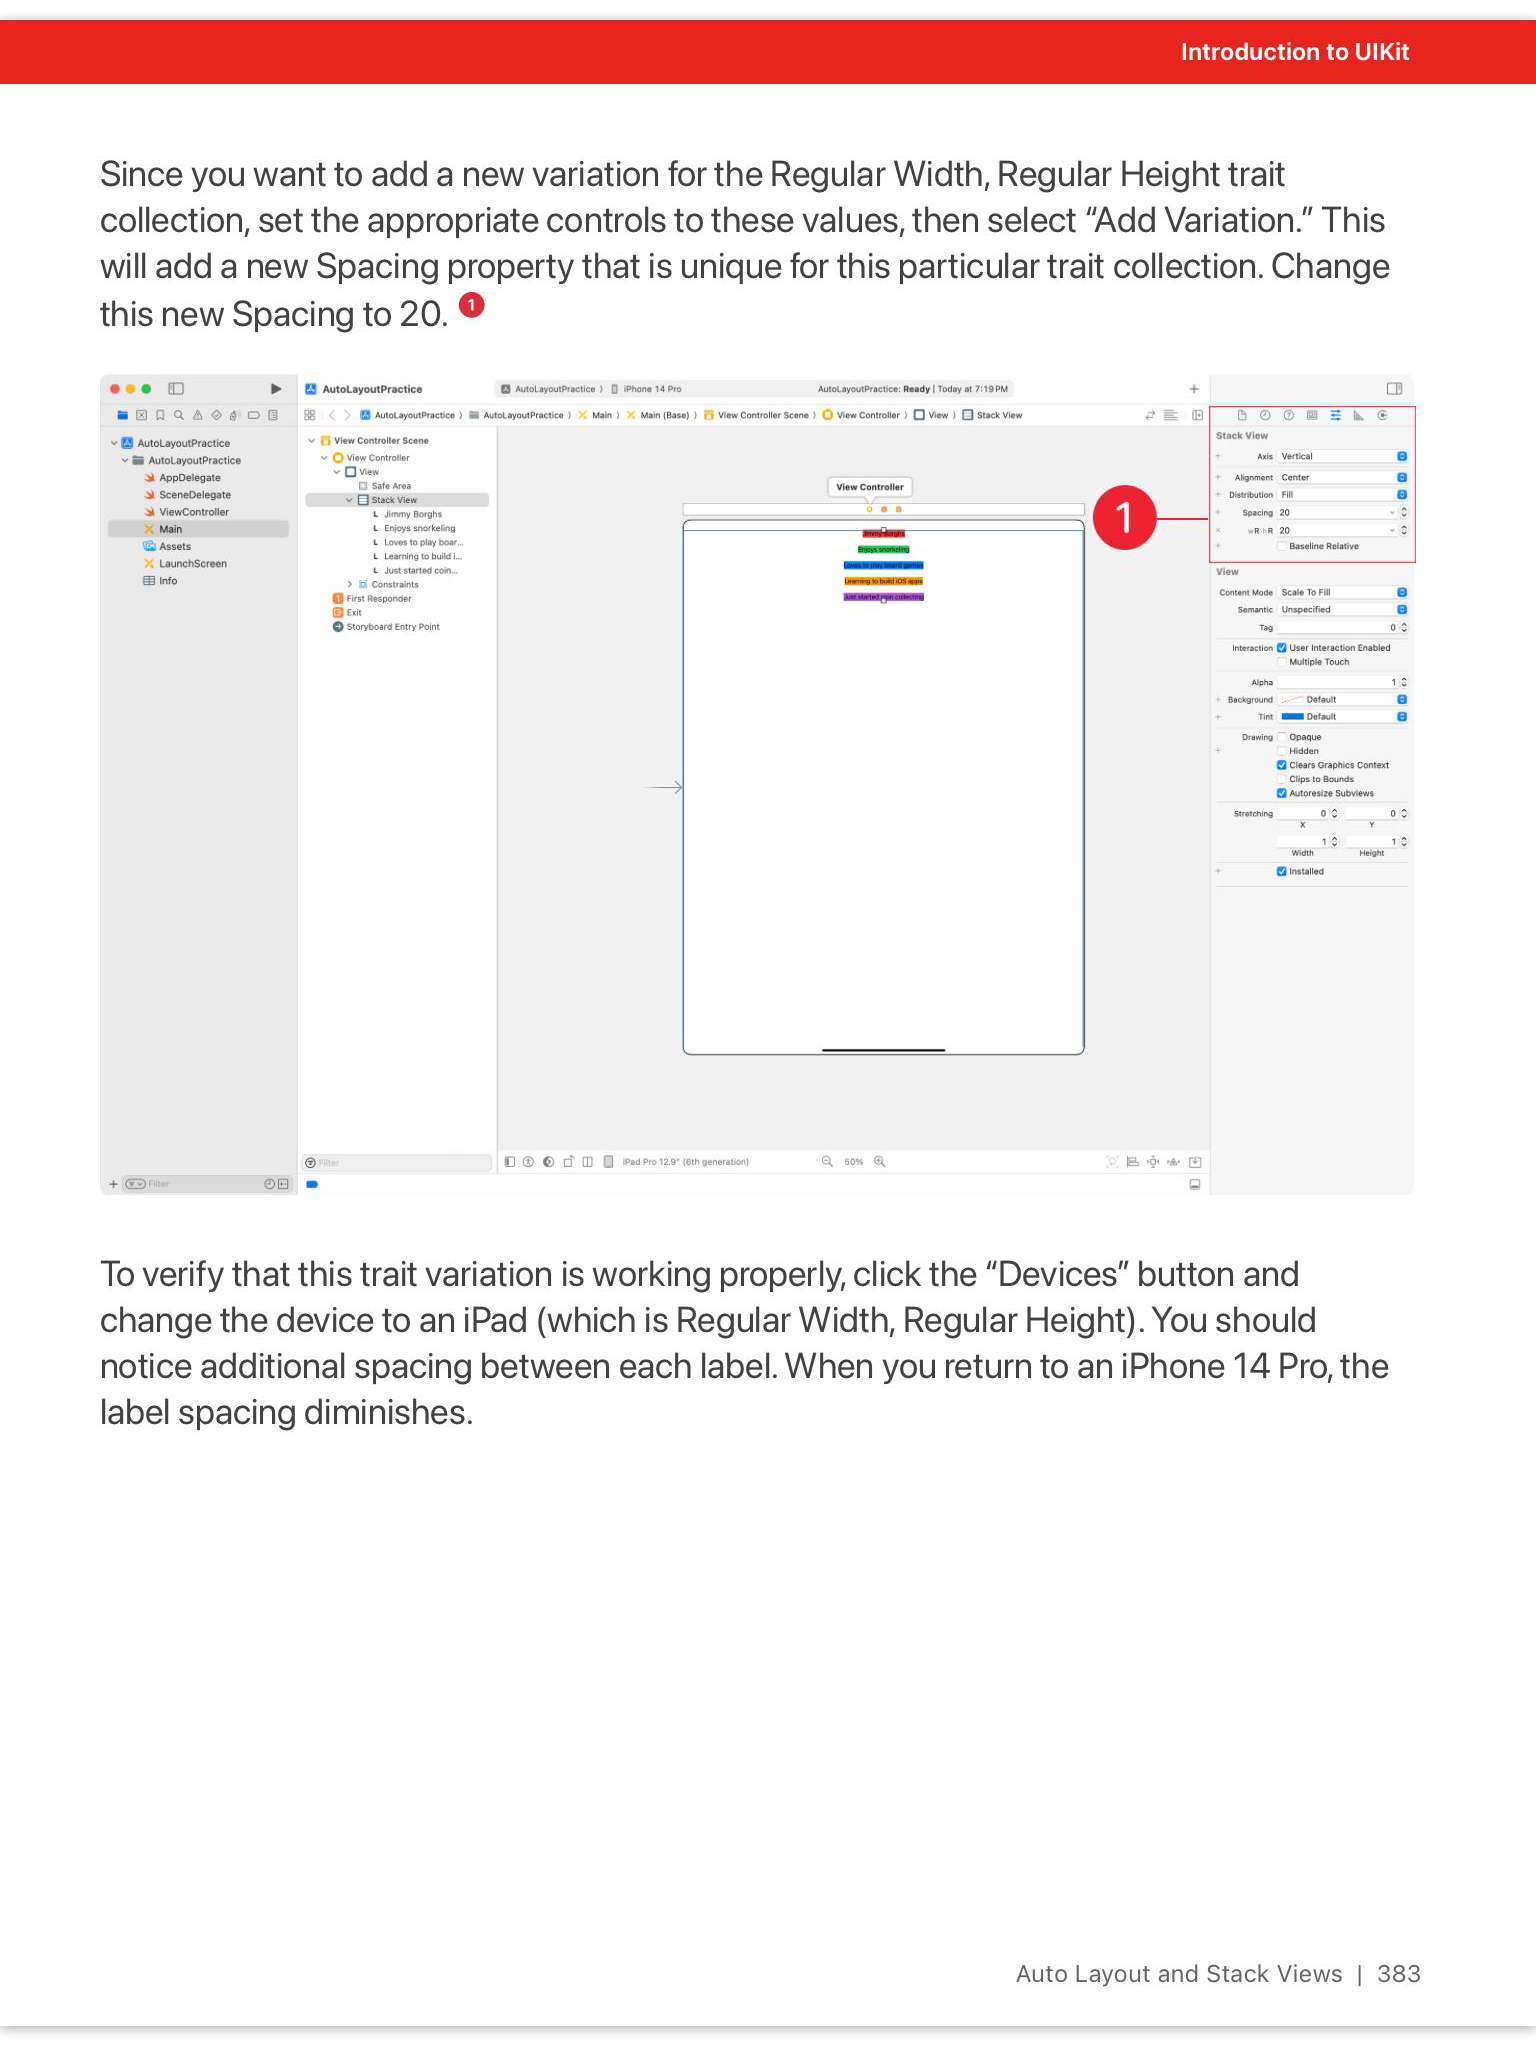 Introduction to UIKit
Since you want to add a new variation for the Regular Width, Regular Height trait
collection, set the appropriate controls to these values, then select “Add Variation.” This
will add a new Spacing property that is unique for this particular trait collection. Change
this new Spacing to 20. 1
AutoLayoutPractice
AutoLayoutPractice ⟩ iPhone 14 Pro
AutoLayoutPractice: Ready | Today at 7:19 PM
AutoLayoutPractice ⟩ AutoLayoutPractice ⟩ Main ⟩ Main (Base) ⟩ View Controller Scene ⟩ View Controller ⟩ View ⟩ Stack View
AutoLayoutPractice
AutoLayoutPractice
AppDelegate
SceneDelegate
ViewController
Main
Assets
LaunchScreen
Info
Filter
View Controller Scene
View Controller
View
Safe Area
Stack View
L Jimmy Borghs
L Enjoys snorkeling
L Loves to play boar...
L Learning to build i...
L Just started coin...
Constraints
First Responder
Exit
Storyboard Entry Point
Filter
View Controller
Jimmy Borghs
Enjoys snorkeling
Loves to play board games
Learning to build iOS apps
Just started coin collecting
iPad Pro 12.9" (6th generation)
50%
1
Stack View
Axis Vertical
Alignment Center
Distribution Fill
Spacing 20
wR hR 20
Baseline Relative
View
Content Mode Scale To Fill
Semantic Unspecified
Tag 0
Interaction User Interaction Enabled
Multiple Touch
Alpha 1
Background Default
Tint Default
Drawing Opaque
Hidden
Clears Graphics Context
Clips to Bounds
Autoresize Subviews
Stretching 0 0
X Y
1 1
Width Height
Installed
To verify that this trait variation is working properly, click the “Devices” button and
change the device to an iPad (which is Regular Width, Regular Height). You should
notice additional spacing between each label. When you return to an iPhone 14 Pro, the
label spacing diminishes.
Auto Layout and Stack Views | 383